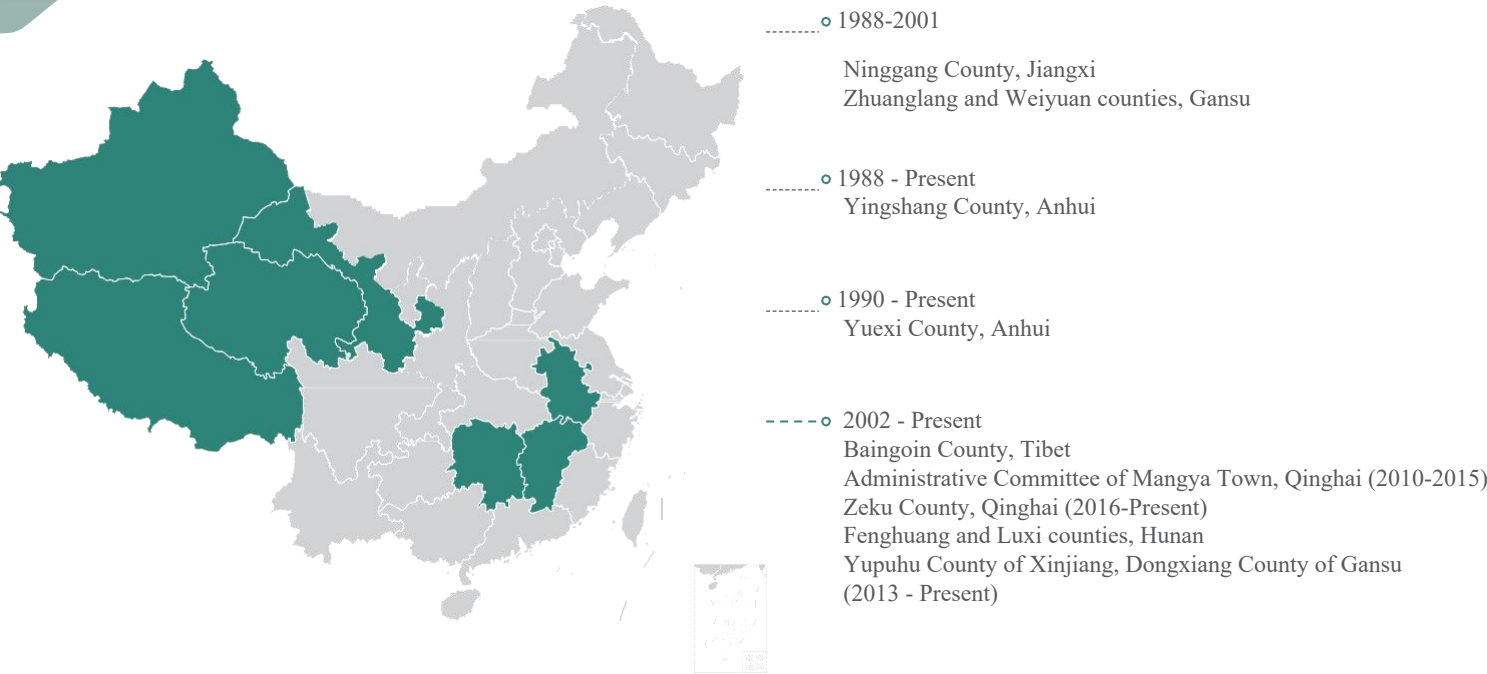 1988-2001
Ninggang County, Jiangxi
Zhuanglang and Weiyuan counties, Gansu
1988 - Present
Yingshang County, Anhui
1990 - Present
Yuexi County, Anhui
2002 - Present
Baingoin County, Tibet
Administrative Committee of Mangya Town, Qinghai (2010-2015)
Zeku County, Qinghai (2016-Present)
Fenghuang and Luxi counties, Hunan
Yupuhu County of Xinjiang, Dongxiang County of Gansu
(2013 - Present)